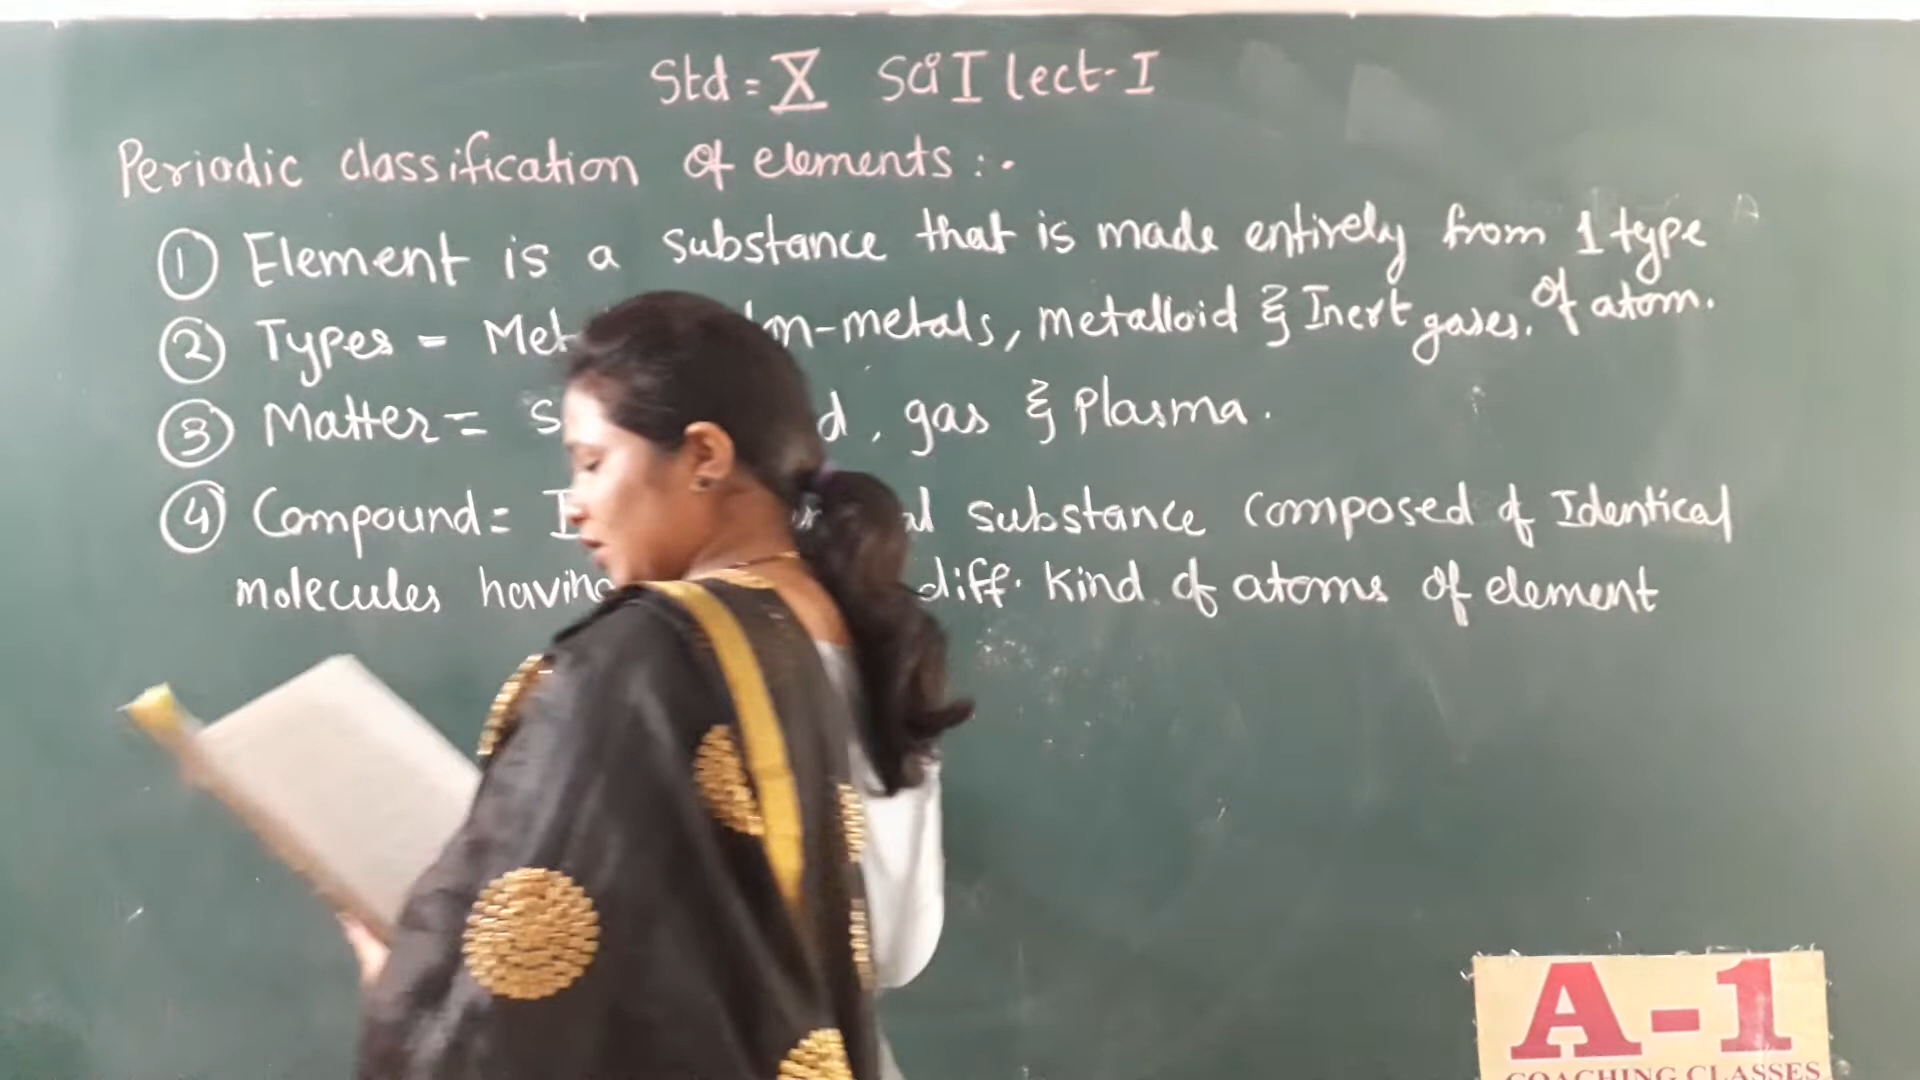 Std = X Sci I lect-I
Periodic classification of elements :-
① Element is a substance that is made entirely from 1 type
of atom.
② Types = -metals, metalloid & Inert gases.
③ Matter = , gas & Plasma.
④ Compound = substance composed of Identical
molecules having diff. kind of atoms of element
A-1
COACHING CLASSES